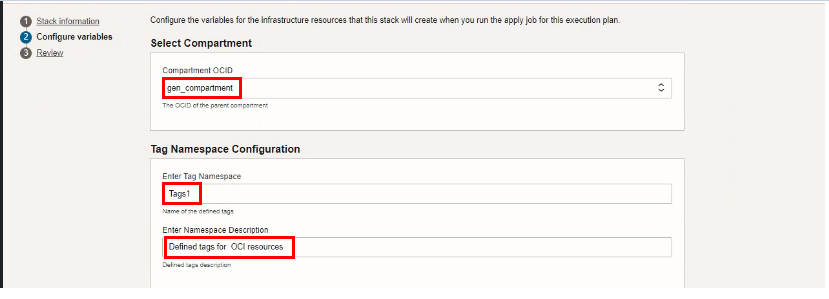 Configure the variables for the infrastructure resources that this stack will create when you run the apply job for this execution plan.
1 Stack information
2 Configure variables
3 Review
Select Compartment
Compartment OCID
gen_compartment
The OCID of the parent compartment
Tag Namespace Configuration
Enter Tag Namespace
Tags1
Name of the defined tags
Enter Namespace Description
Defined tags for OCI resources
Defined tags description